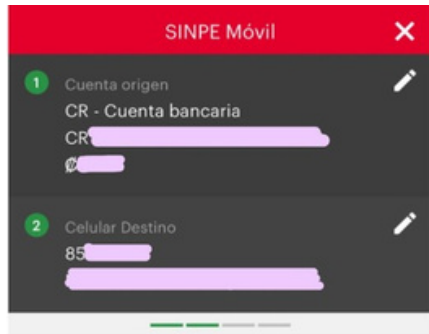 SINPE Móvil
1 Cuenta origen
CR - Cuenta bancaria
CR
₡
2 Celular Destino
85